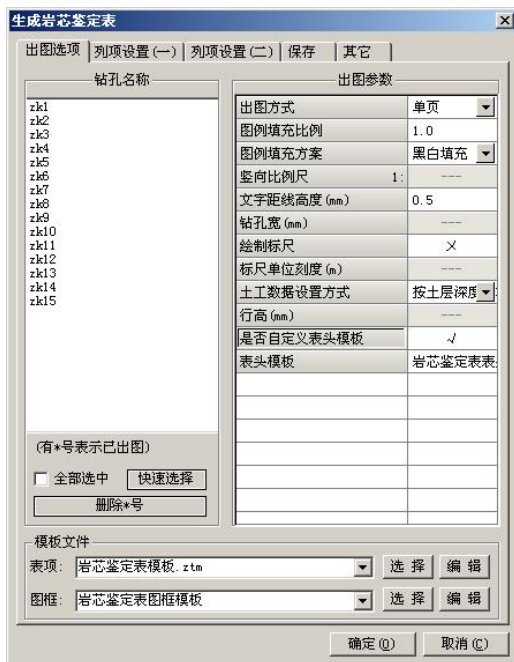 生成岩芯鉴定表
出图选项 列项设置(一) 列项设置(二) 保存 其它
钻孔名称
zk1
zk2
zk3
zk4
zk5
zk6
zk7
zk8
zk9
zk10
zk11
zk12
zk13
zk14
zk15
(有*号表示已出图)
全部选中 快速选择
删除*号
出图参数
出图方式 单页
图例填充比例 1.0
图例填充方案 黑白填充
竖向比例尺 1: ---
文字距线高度(mm) 0.5
钻孔宽(mm) ---
绘制标尺 ×
标尺单位刻度(m) ---
土工数据设置方式 按土层深度
行高(mm) ---
是否自定义表头模板 √
表头模板 岩芯鉴定表表
模板文件
表项: 岩芯鉴定表模板.ztm 选择 编辑
图框: 岩芯鉴定表图框模板 选择 编辑
确定(O) 取消(C)